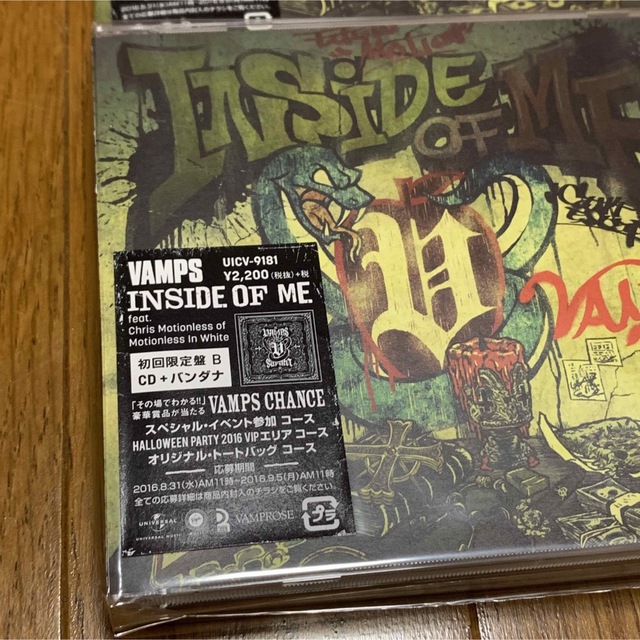 INSIDE
OF ME
VAMPS
UICV-9181
¥2,200(税抜)+税
INSIDE OF ME
feat.
Chris Motionless of
Motionless In White
初回限定盤 B
CD+バンダナ
「その場でわかる!!」
豪華賞品が当たる
VAMPS CHANCE
スペシャル・イベント参加 コース
HALLOWEEN PARTY 2016 VIPエリア コース
オリジナル・トートバッグ コース
応募期間
2016.8.31(水)AM11時~2016.9.5(月)AM11時
全ての応募詳細は商品内封入のチラシをご覧ください。
UNIVERSAL
UNIVERSAL MUSIC
VAMPROSE
プラ